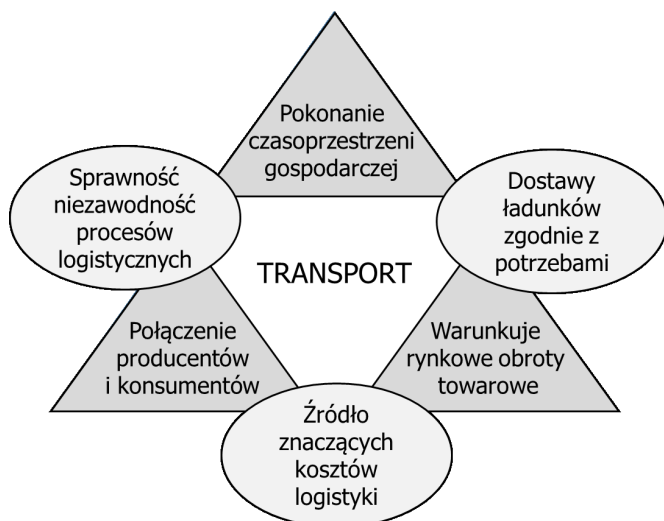 Pokonanie
czasoprzestrzeni
gospodarczej
Sprawność
niezawodność
procesów
logistycznych
Dostawy
ładunków
zgodnie z
potrzebami
TRANSPORT
Połączenie
producentów
i konsumentów
Warunkuje
rynkowe obroty
towarowe
Źródło
znaczących
kosztów
logistyki